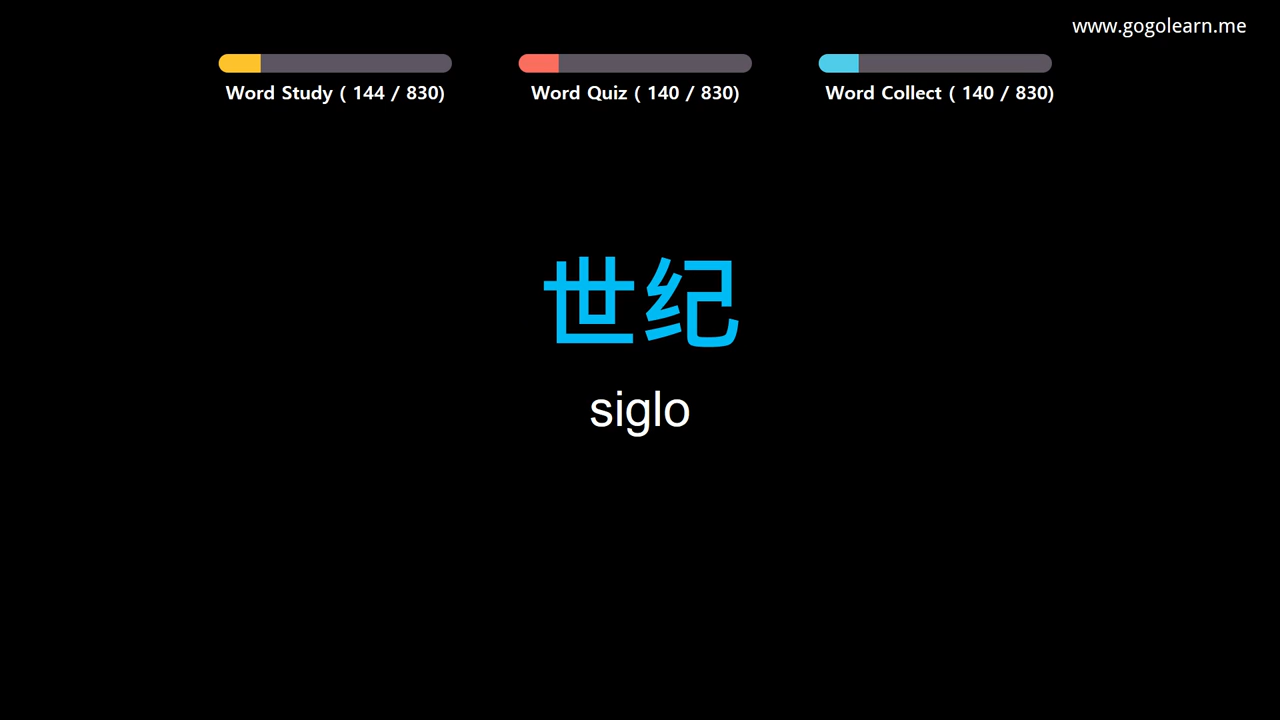 www.gogolearn.me
Word Study ( 144 / 830)
Word Quiz ( 140 / 830)
Word Collect ( 140 / 830)
世纪
siglo